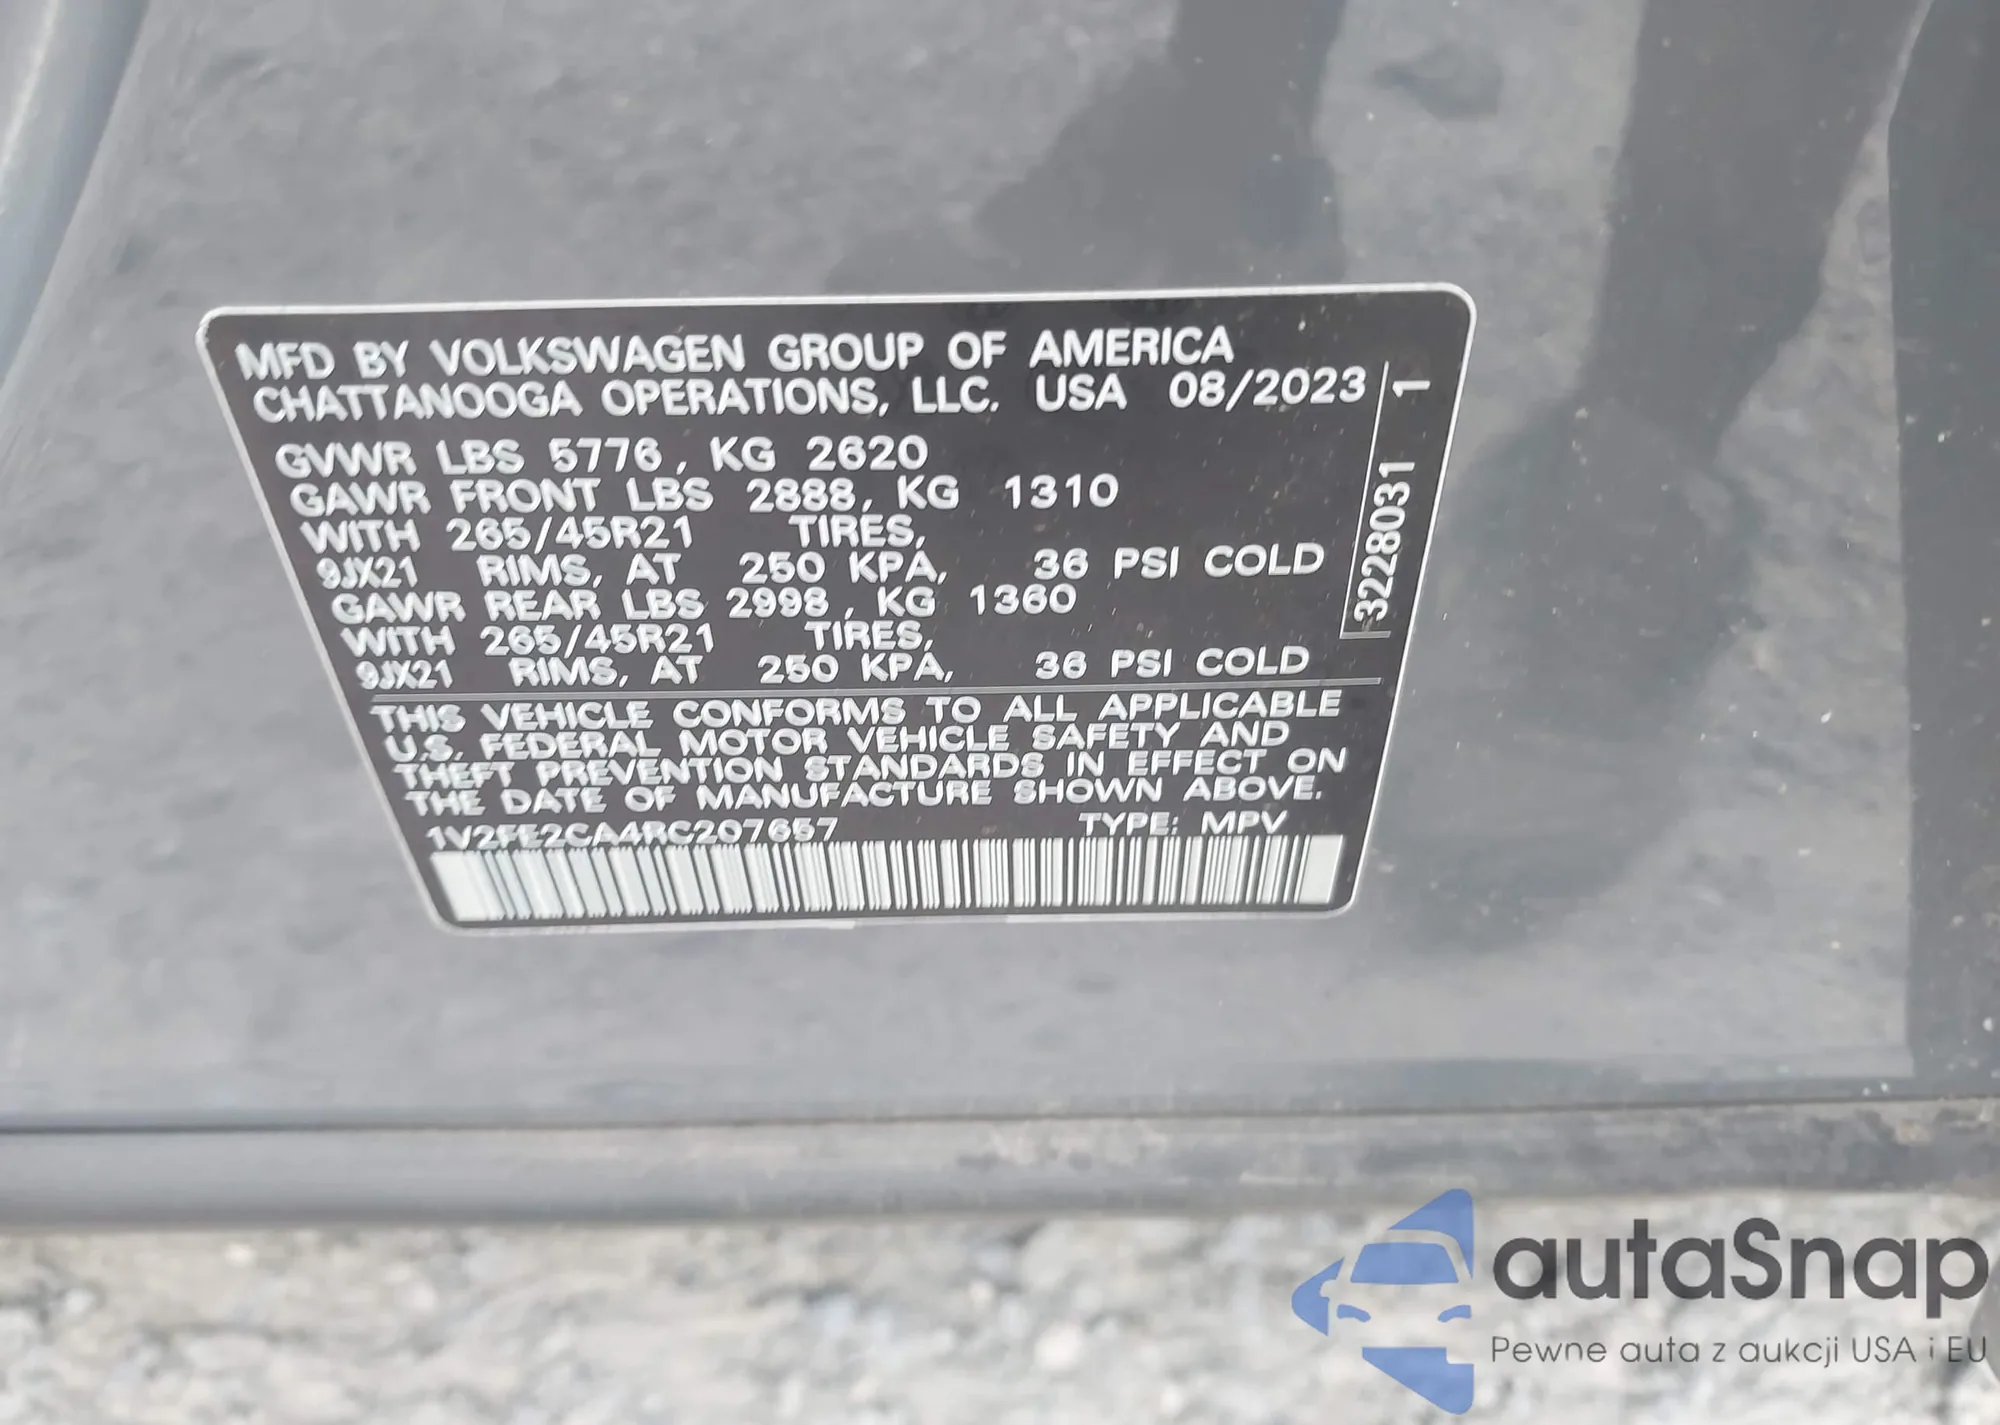 MFD BY VOLKSWAGEN GROUP OF AMERICA
CHATTANOOGA OPERATIONS, LLC. USA 08/2023
GVWR LBS 5776, KG 2620
GAWR FRONT LBS 2888, KG 1310
WITH 265/45R21 TIRES,
9JX21 RIMS, AT 250 KPA, 36 PSI COLD
GAWR REAR LBS 2998, KG 1360
WITH 265/45R21 TIRES,
9JX21 RIMS, AT 250 KPA, 36 PSI COLD
THIS VEHICLE CONFORMS TO ALL APPLICABLE
U.S. FEDERAL MOTOR VEHICLE SAFETY AND
THEFT PREVENTION STANDARDS IN EFFECT ON
THE DATE OF MANUFACTURE SHOWN ABOVE.
1V2FE2CA4RC207657 TYPE: MPV
3228031 1
autaSnap
Pewne auta z aukcji USA i EU